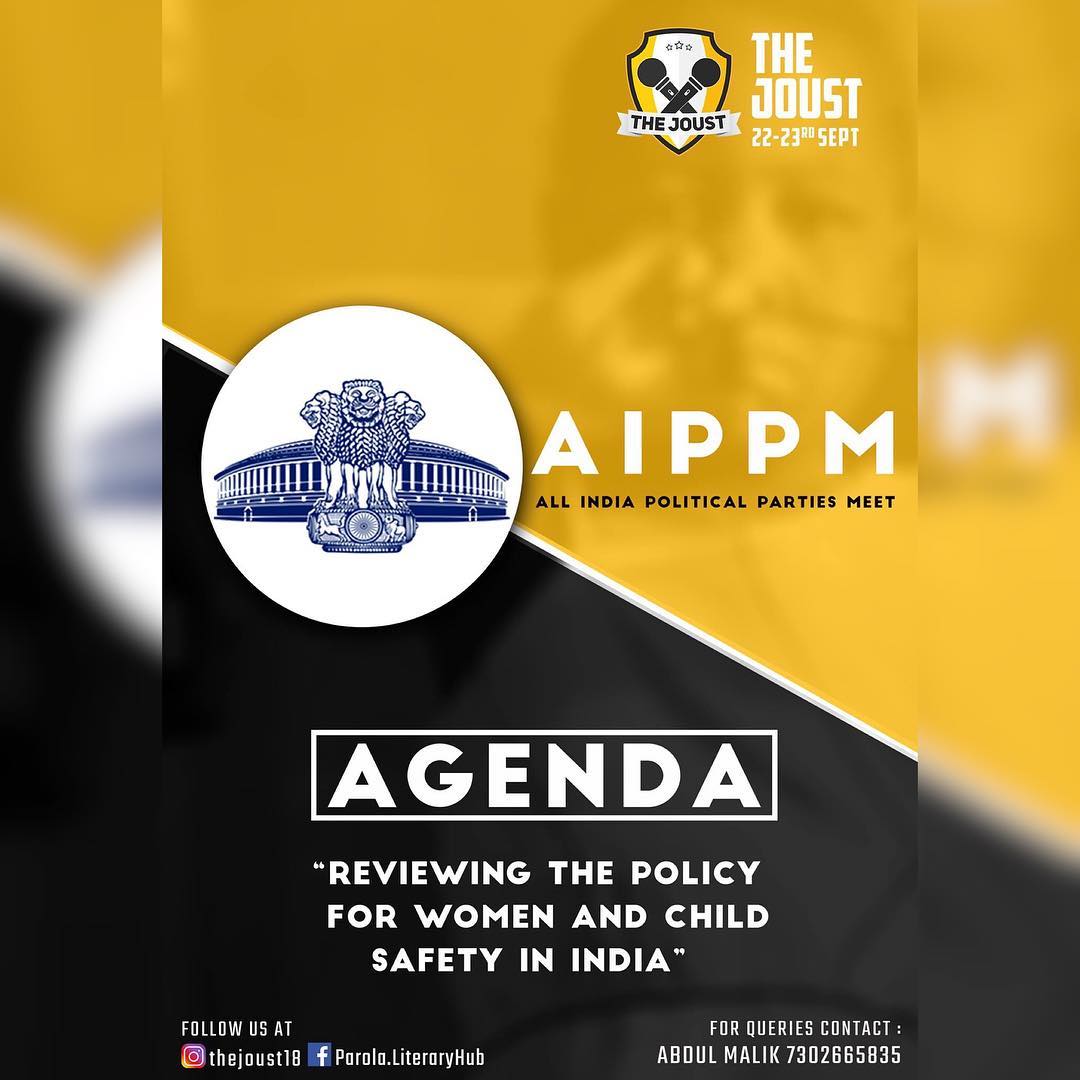 THE JOUST
THE
JOUST
22-23RD SEPT
AIPPM
ALL INDIA POLITICAL PARTIES MEET
AGENDA
“REVIEWING THE POLICY
FOR WOMEN AND CHILD
SAFETY IN INDIA”
FOLLOW US AT
thejoust18 Parola.LiteraryHub
FOR QUERIES CONTACT :
ABDUL MALIK 7302665835